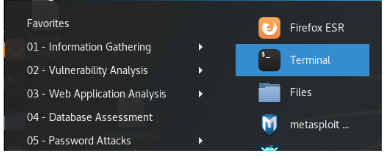 Favorites
01 - Information Gathering
02 - Vulnerability Analysis
03 - Web Application Analysis
04 - Database Assessment
05 - Password Attacks
Firefox ESR
$_
Terminal
Files
metasploit ...